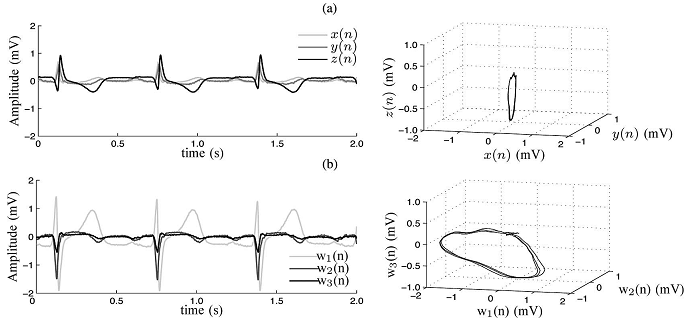 (a)
Amplitude (mV)
2
1
0
−1
−2
0
0.5
1.0
1.5
2.0
time (s)
x(n)
y(n)
z(n)
z(n) (mV)
1.0
0.5
0
−0.5
−1.0
−2
−1
0
1
2
x(n) (mV)
−1
0
1
y(n) (mV)
(b)
Amplitude (mV)
2
1
0
−1
−2
0
0.5
1.0
1.5
2.0
time (s)
w₁(n)
w₂(n)
w₃(n)
w₃(n) (mV)
1.0
0.5
0
−0.5
−1.0
−2
−1
0
1
2
w₁(n) (mV)
−1
0
1
w₂(n) (mV)